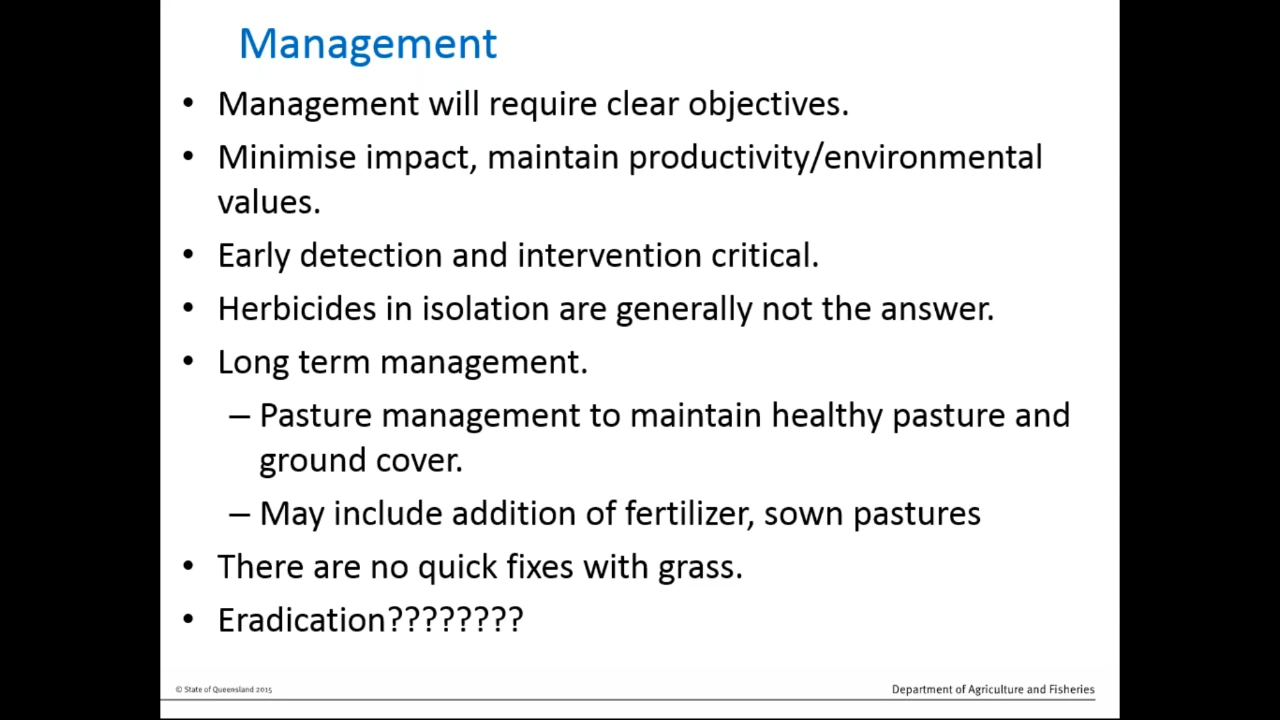 Management
• Management will require clear objectives.
• Minimise impact, maintain productivity/environmental
values.
• Early detection and intervention critical.
• Herbicides in isolation are generally not the answer.
• Long term management.
– Pasture management to maintain healthy pasture and
ground cover.
– May include addition of fertilizer, sown pastures
• There are no quick fixes with grass.
• Eradication????????
© State of Queensland 2015
Department of Agriculture and Fisheries